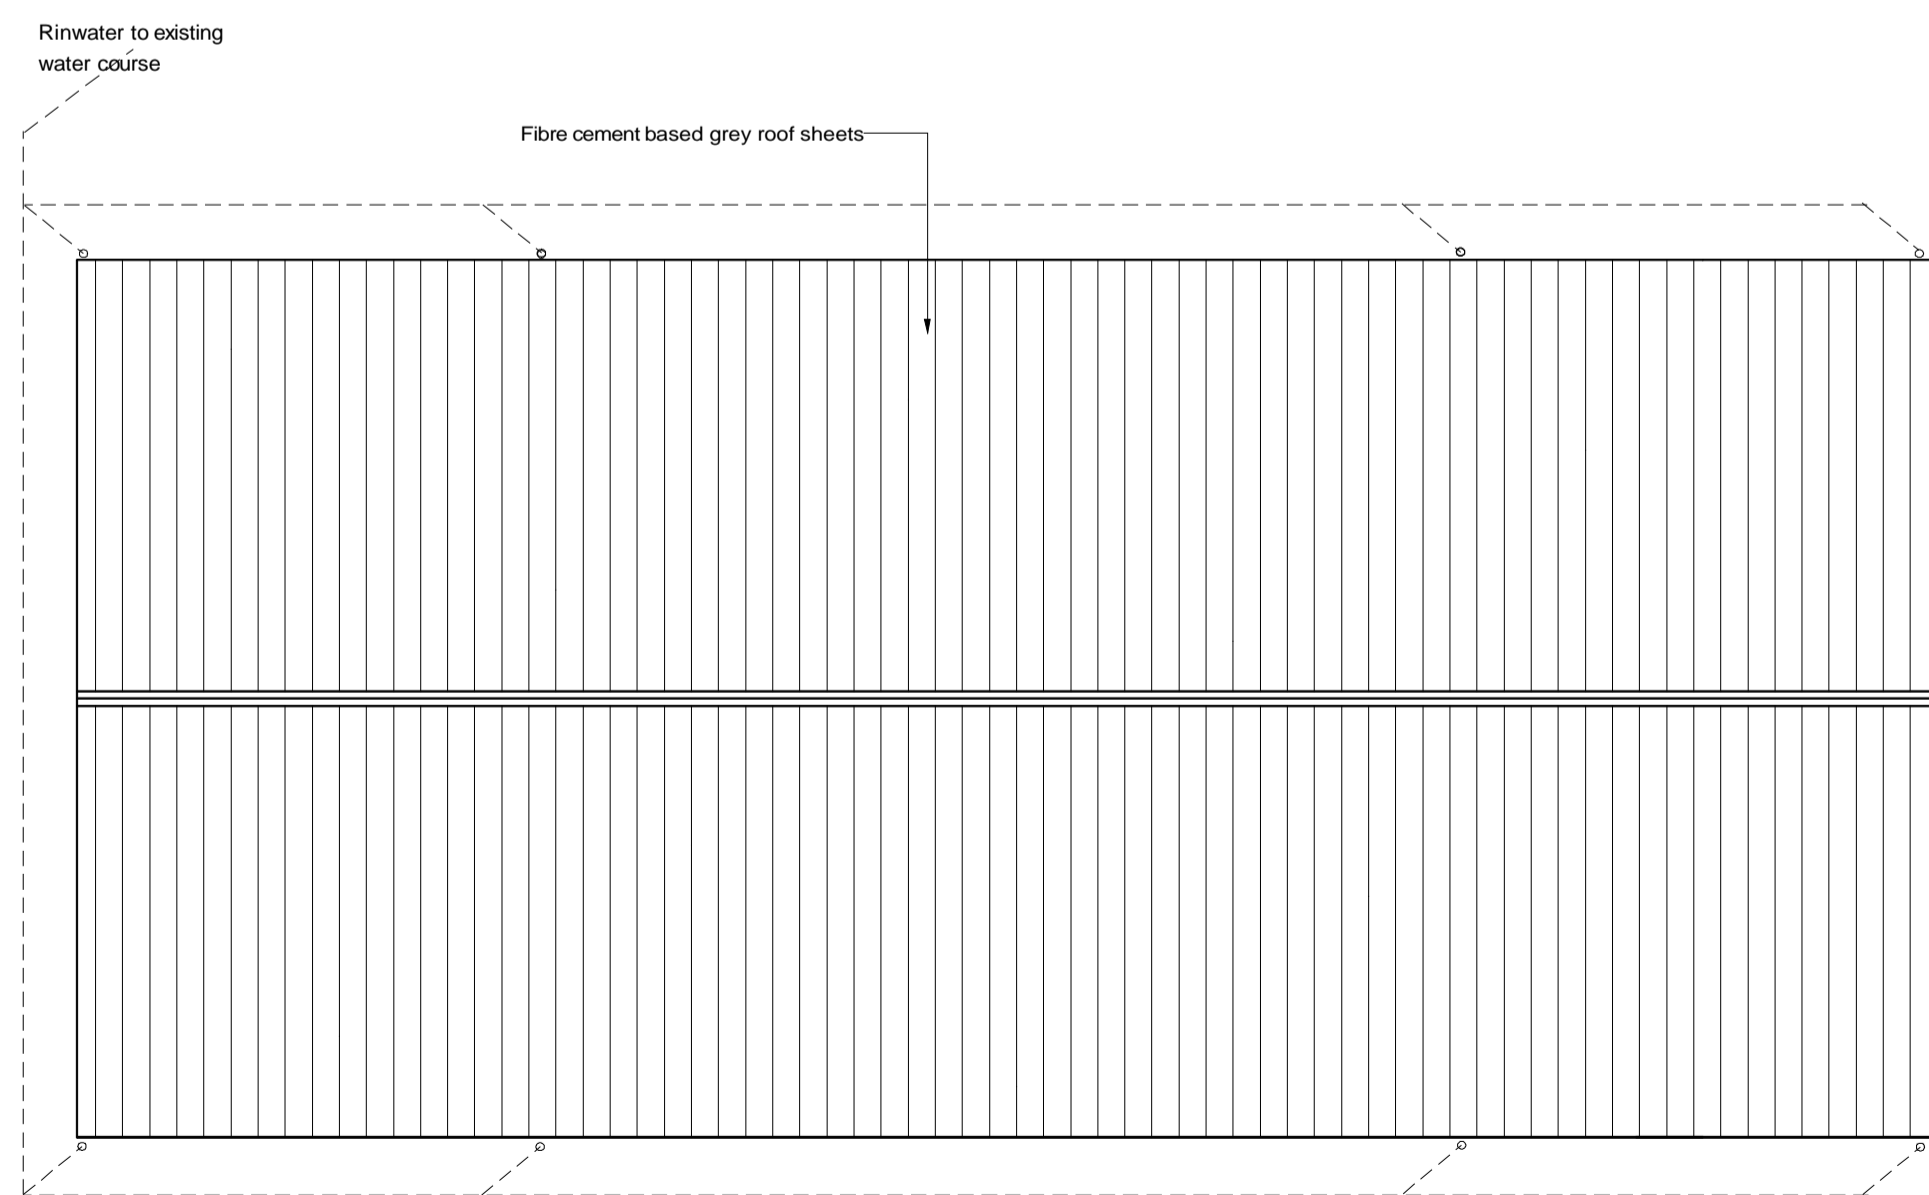 Rinwater to existing
water course
Fibre cement based grey roof sheets